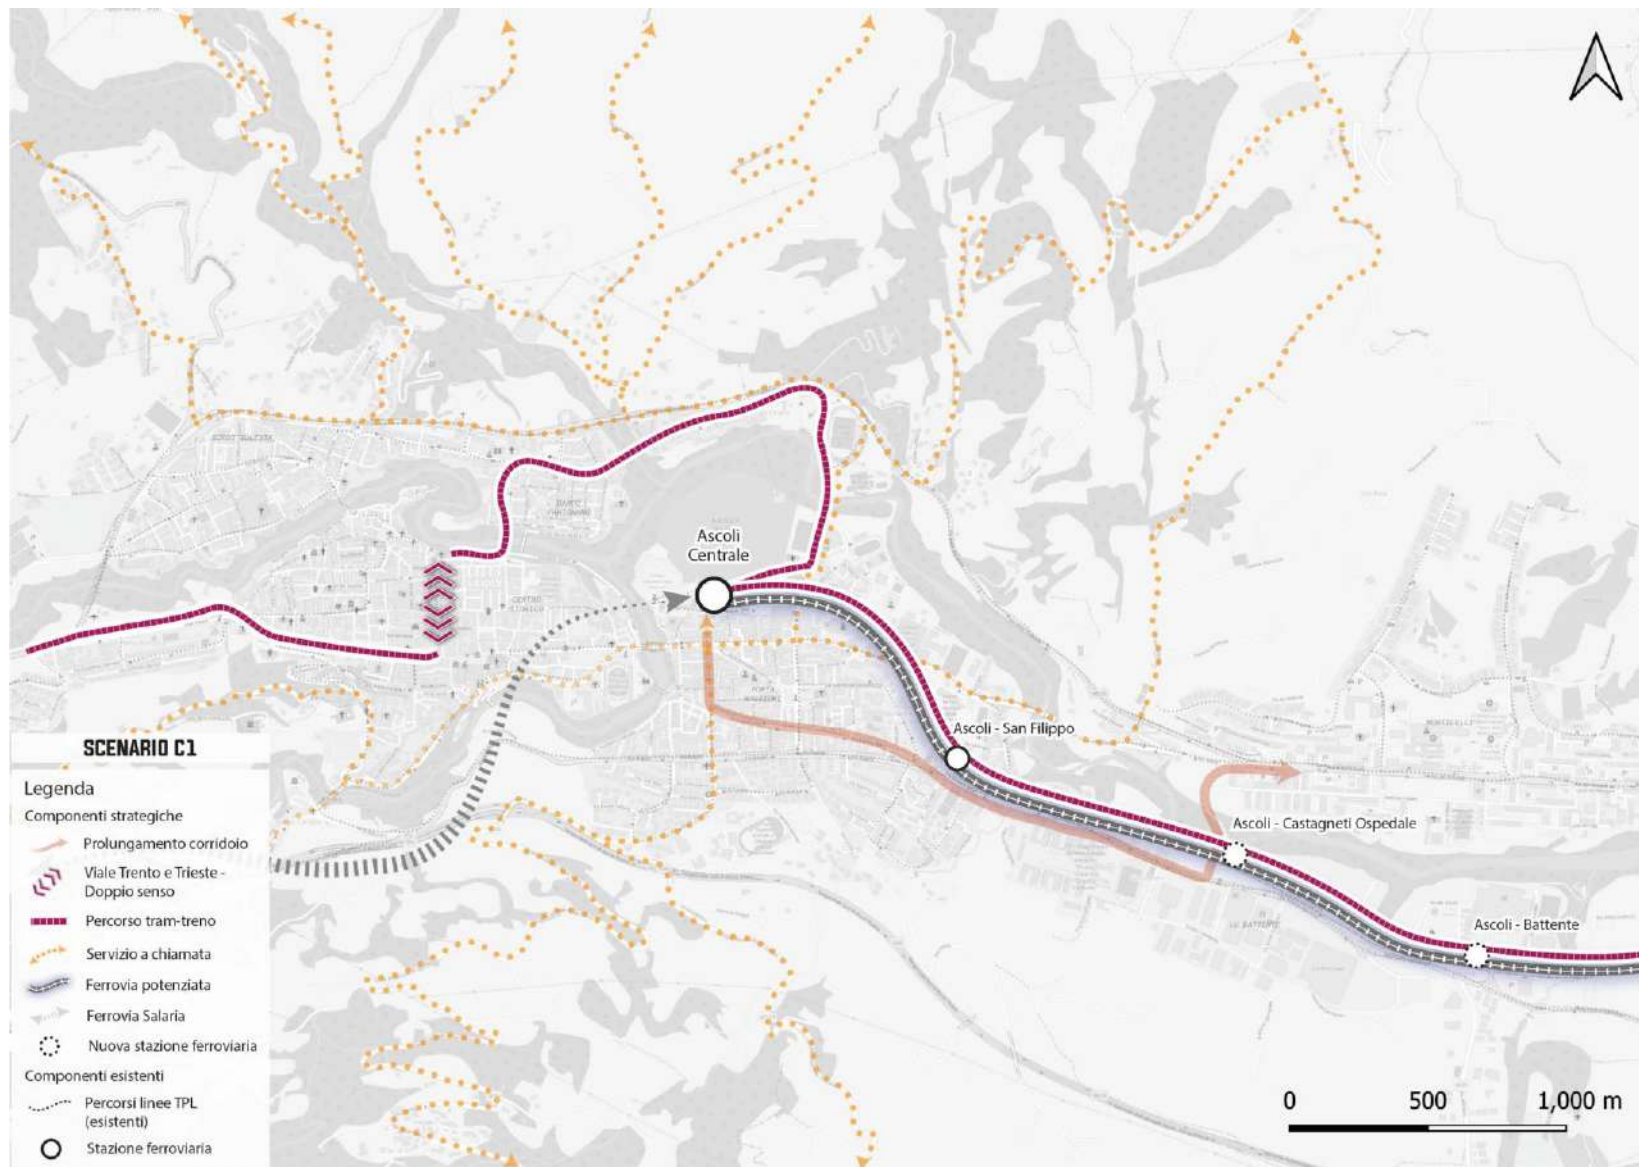 Ascoli
Centrale
Ascoli - San Filippo
Ascoli - Castagneti Ospedale
Ascoli - Battente
SCENARIO C1
Legenda
Componenti strategiche
Prolungamento corridoio
Viale Trento e Trieste -
Doppio senso
Percorso tram-treno
Servizio a chiamata
Ferrovia potenziata
Ferrovia Salaria
Nuova stazione ferroviaria
Componenti esistenti
Percorsi linee TPL
(esistenti)
Stazione ferroviaria
0 500 1,000 m